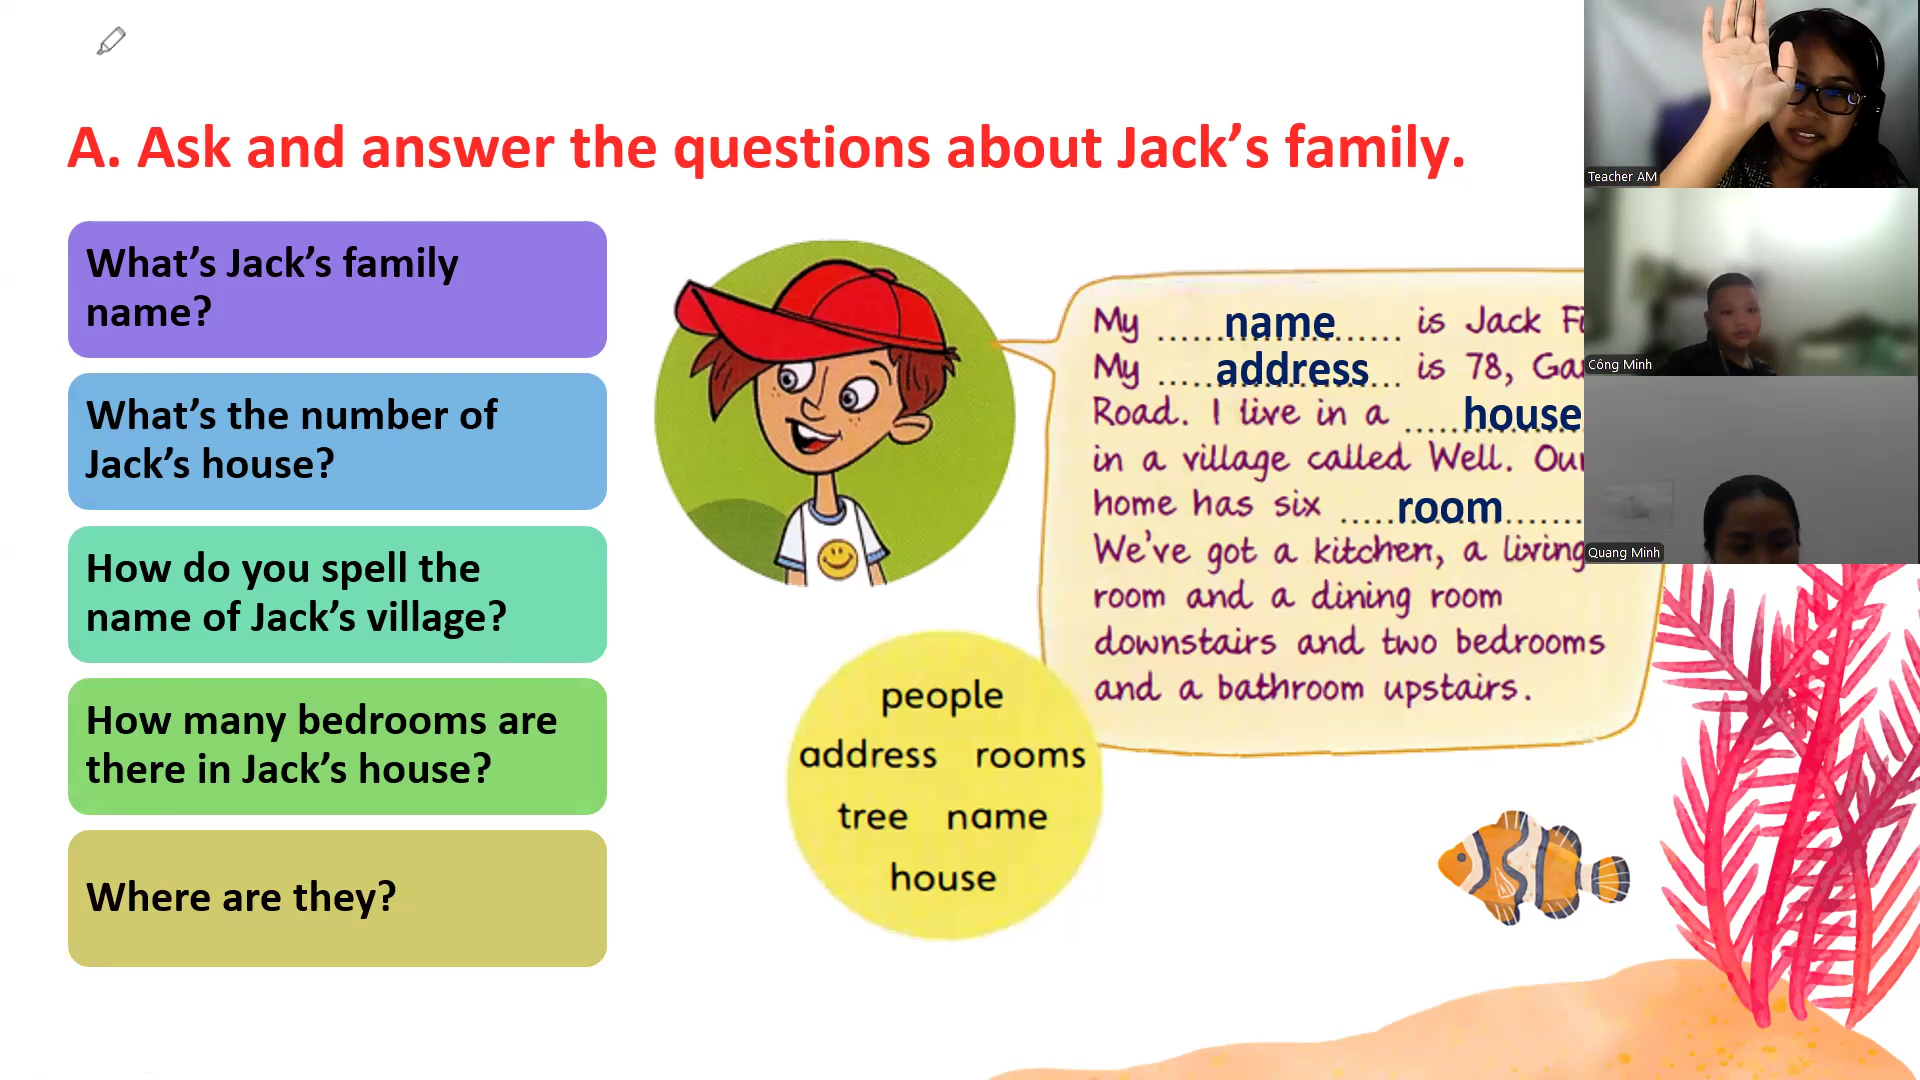 A. Ask and answer the questions about Jack's family.
What's Jack's family
name?
What's the number of
Jack's house?
How do you spell the
name of Jack's village?
How many bedrooms are
there in Jack's house?
Where are they?
My name is Jack
My address is 78,
Road. I live in a house
in a village called Well.
home has six room
We've got a kitchen, a living
room and a dining room
downstairs and two bedrooms
and a bathroom upstairs.
people
address rooms
tree name
house
Teacher AM
Công Minh
Quang Minh